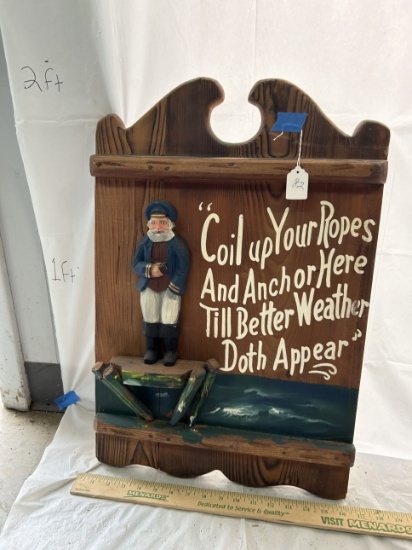 2ft
1ft
"Coil up Your Ropes
And Anchor Here
Till Better Weather
Doth Appear"
MENARDS
Dedicated to Service & Quality
VISIT MENARDS